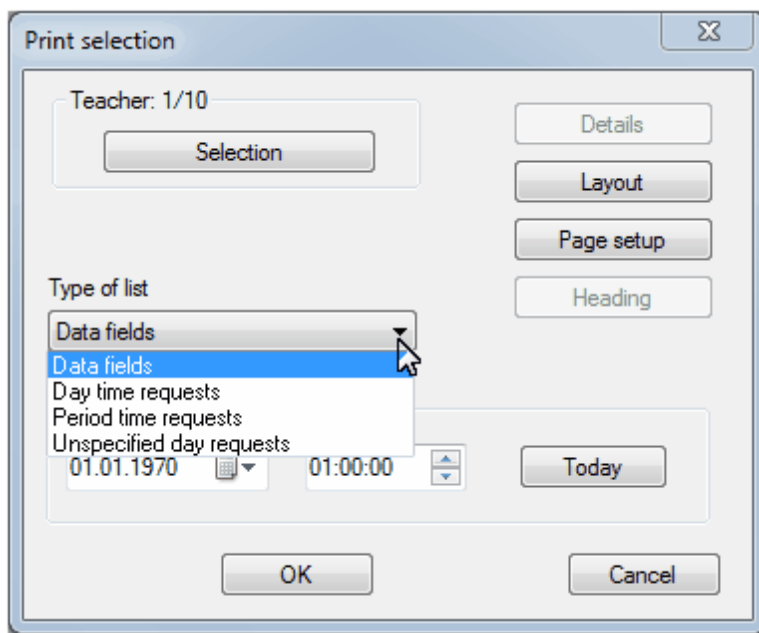 Print selection
Teacher: 1/10
Selection
Details
Layout
Page setup
Heading
Type of list
Data fields
Data fields
Day time requests
Period time requests
Unspecified day requests
01.01.1970 01:00:00 Today
OK Cancel